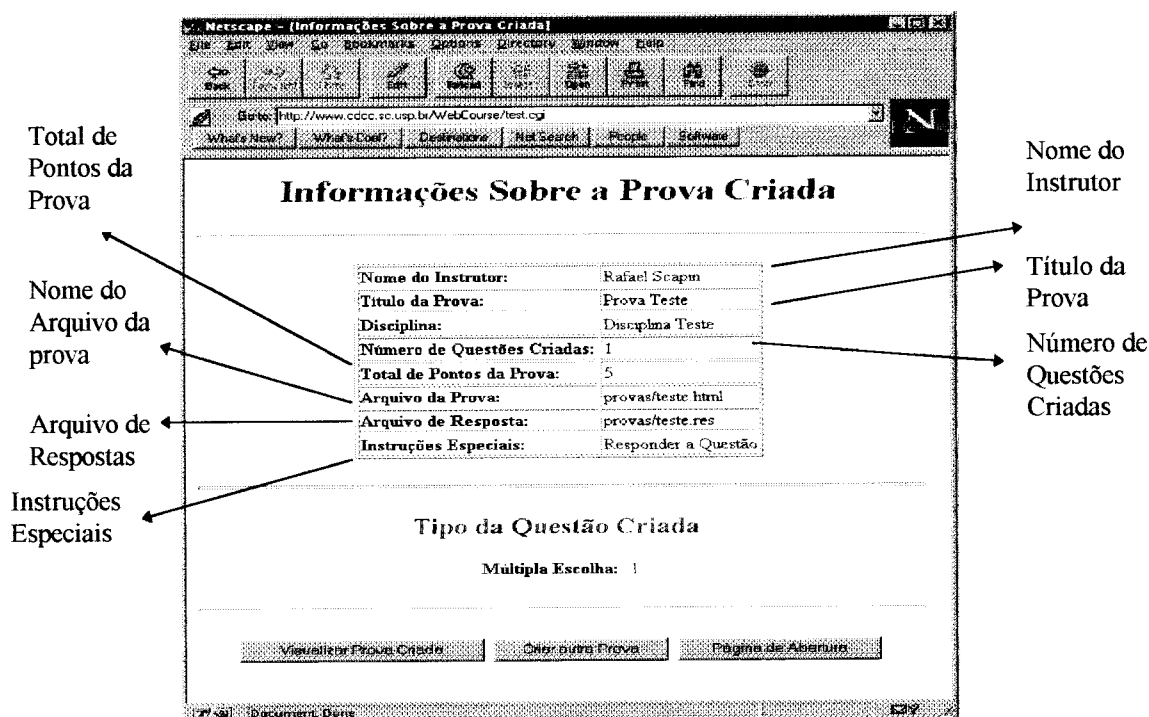 Netscape - [Informações Sobre a Prova Criada]
File Edit View Go Bookmarks Options Directory Window Help
Back Edit Reload Open Print Find
Go to: http://www.cdcc.sc.usp.br/WebCourse/test.cgi
What's New? What's Cool? Destinations Net Search People Software
Informações Sobre a Prova Criada
Nome do Instrutor: Rafael Scapin
Título da Prova: Prova Teste
Disciplina: Disciplina Teste
Número de Questões Criadas: 1
Total de Pontos da Prova: 5
Arquivo da Prova: provas/teste.html
Arquivo de Resposta: provas/teste.res
Instruções Especiais: Responder a Questão
Tipo da Questão Criada
Múltipla Escolha: 1
Visualizar Prova Criada Criar outra Prova Página de Abertura
Document: Done
Total de
Pontos da
Prova
Nome do
Arquivo da
prova
Arquivo de
Respostas
Instruções
Especiais
Nome do
Instrutor
Título da
Prova
Número de
Questões
Criadas